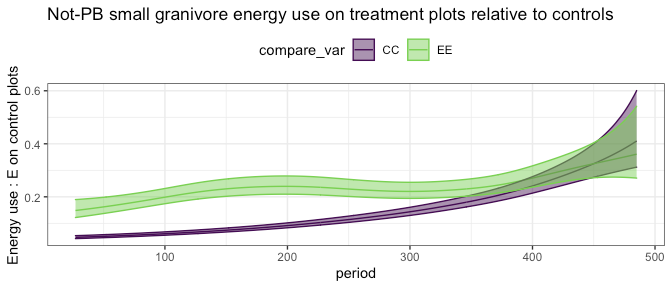 Not-PB small granivore energy use on treatment plots relative to controls
compare_var CC EE
Energy use : E on control plots
0.6
0.4
0.2
100 200 300 400 500
period